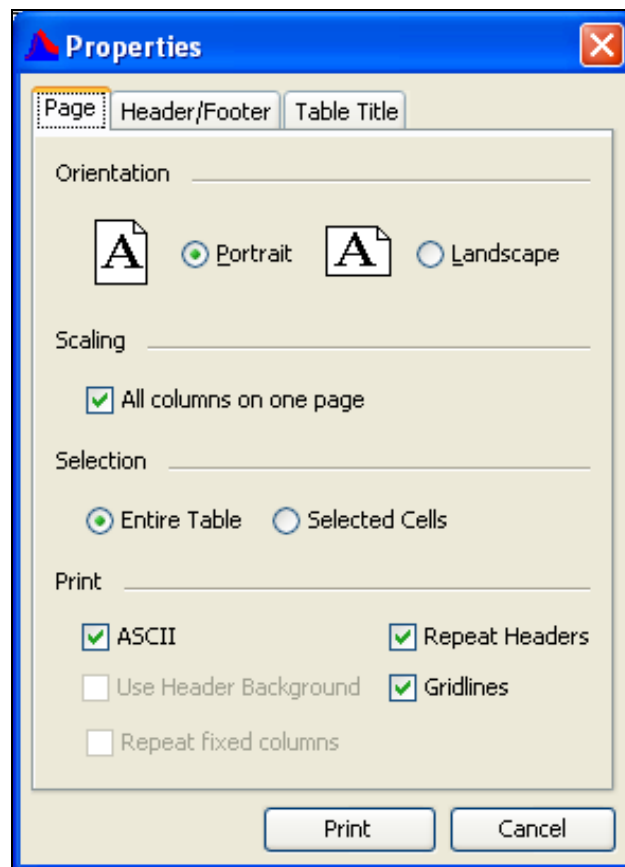 Properties
Page Header/Footer Table Title
Orientation
A Portrait A Landscape
Scaling
All columns on one page
Selection
Entire Table Selected Cells
Print
ASCII Repeat Headers
Use Header Background Gridlines
Repeat fixed columns
Print Cancel